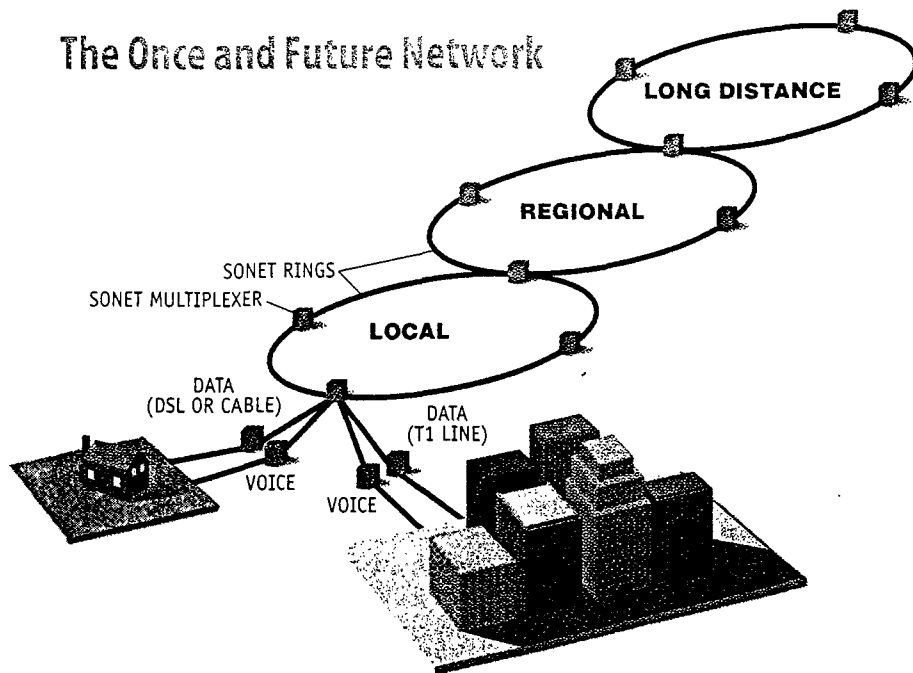 The Once and Future Network
LONG DISTANCE
REGIONAL
SONET RINGS
SONET MULTIPLEXER
LOCAL
DATA
(DSL OR CABLE)
DATA
(T1 LINE)
VOICE
VOICE